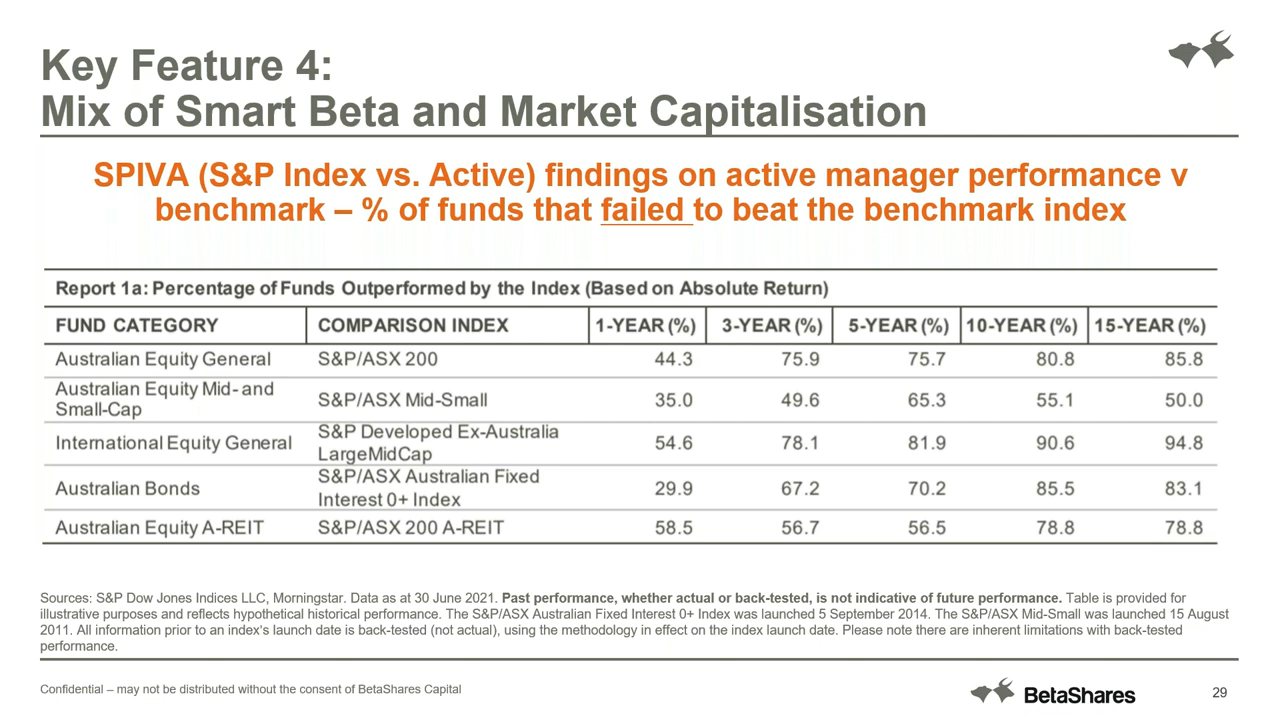 Key Feature 4:
Mix of Smart Beta and Market Capitalisation
SPIVA (S&P Index vs. Active) findings on active manager performance v
benchmark – % of funds that failed to beat the benchmark index
Report 1a: Percentage of Funds Outperformed by the Index (Based on Absolute Return)
FUND CATEGORY COMPARISON INDEX 1-YEAR (%) 3-YEAR (%) 5-YEAR (%) 10-YEAR (%) 15-YEAR (%)
Australian Equity General S&P/ASX 200 44.3 75.9 75.7 80.8 85.8
Australian Equity Mid- and
Small-Cap S&P/ASX Mid-Small 35.0 49.6 65.3 55.1 50.0
International Equity General S&P Developed Ex-Australia
LargeMidCap 54.6 78.1 81.9 90.6 94.8
Australian Bonds S&P/ASX Australian Fixed
Interest 0+ Index 29.9 67.2 70.2 85.5 83.1
Australian Equity A-REIT S&P/ASX 200 A-REIT 58.5 56.7 56.5 78.8 78.8
Sources: S&P Dow Jones Indices LLC, Morningstar. Data as at 30 June 2021. Past performance, whether actual or back-tested, is not indicative of future performance. Table is provided for
illustrative purposes and reflects hypothetical historical performance. The S&P/ASX Australian Fixed Interest 0+ Index was launched 5 September 2014. The S&P/ASX Mid-Small was launched 15 August
2011. All information prior to an index's launch date is back-tested (not actual), using the methodology in effect on the index launch date. Please note there are inherent limitations with back-tested
performance.
Confidential – may not be distributed without the consent of BetaShares Capital
BetaShares
29